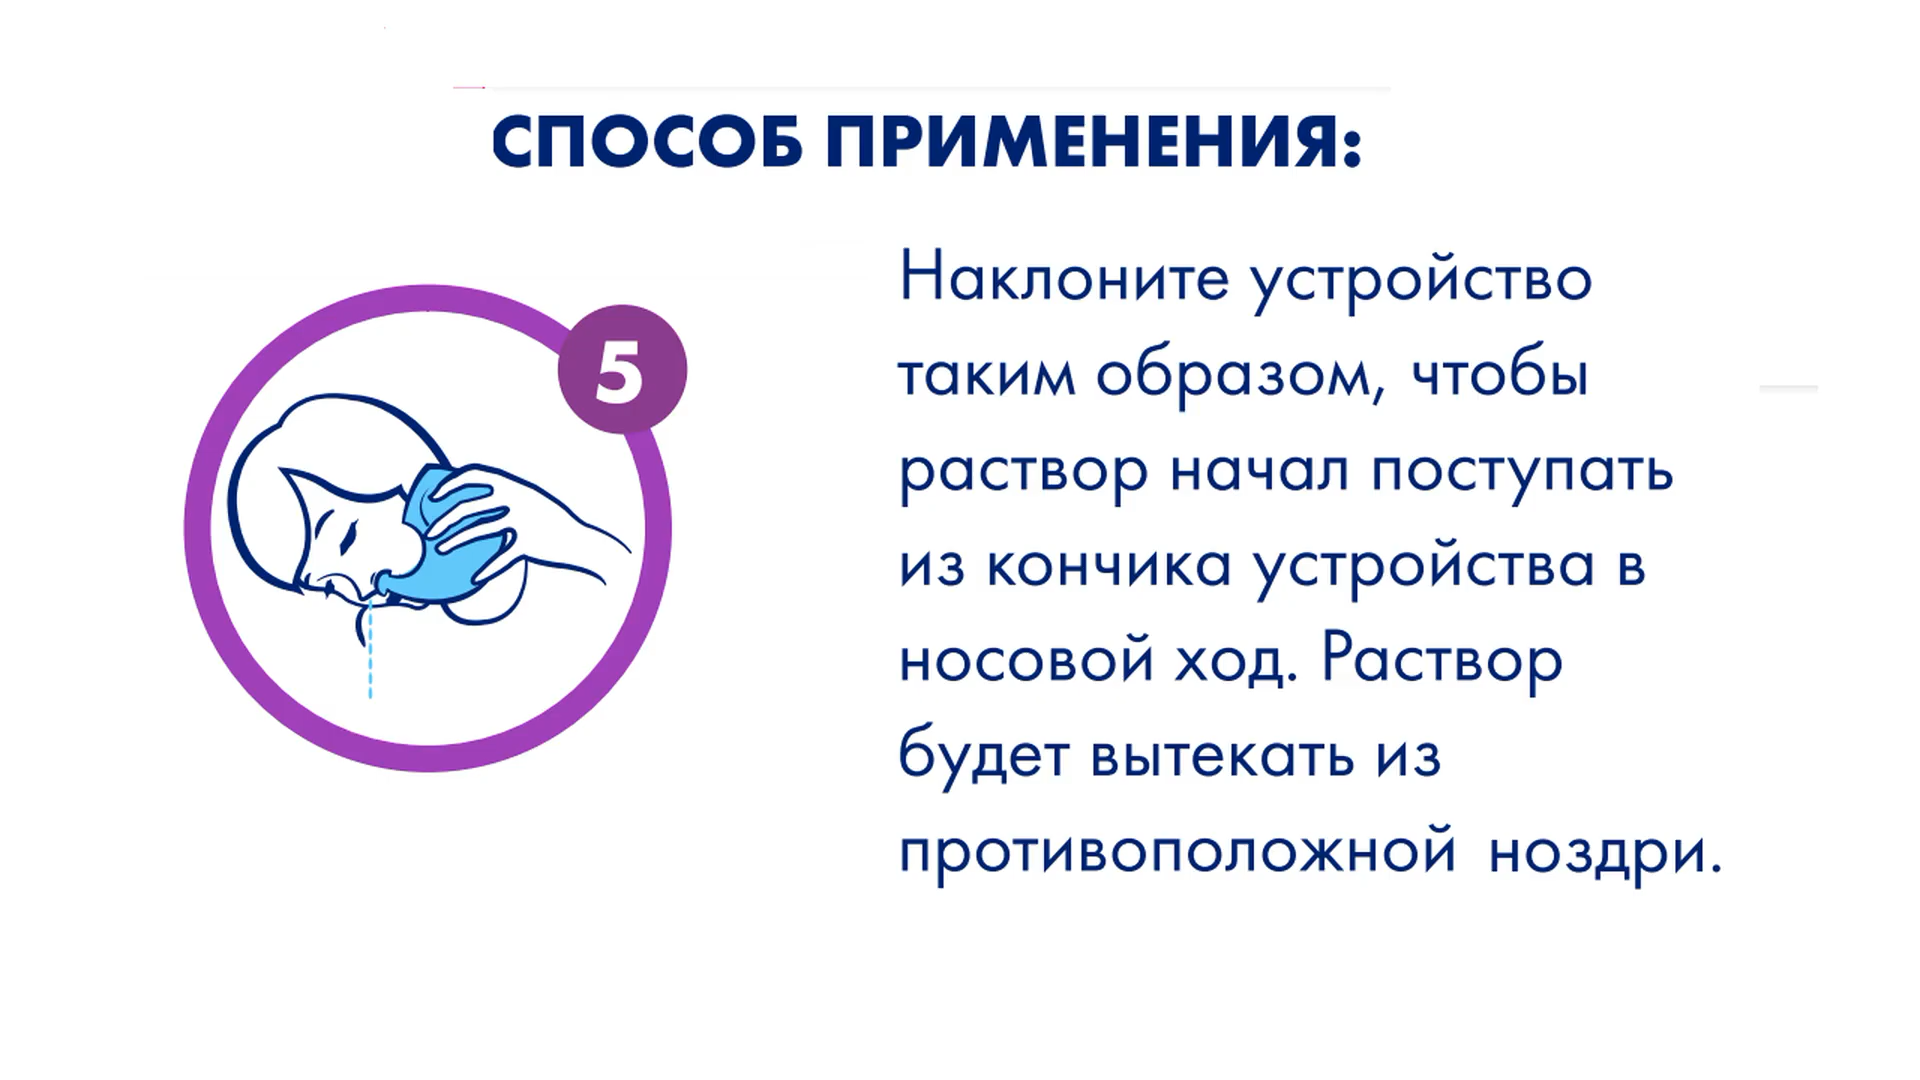 СПОСОБ ПРИМЕНЕНИЯ:
5
Наклоните устройство
таким образом, чтобы
раствор начал поступать
из кончика устройства в
носовой ход. Раствор
будет вытекать из
противоположной ноздри.